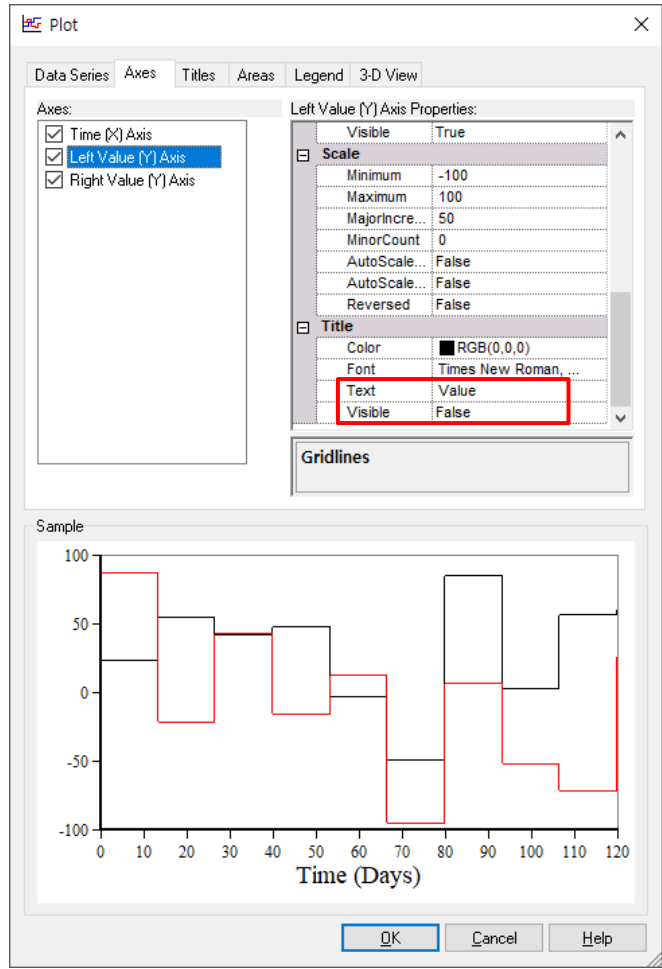 Plot
Data Series Axes Titles Areas Legend 3-D View
Axes:
Time (X) Axis
Left Value (Y) Axis
Right Value (Y) Axis
Left Value (Y) Axis Properties:
Visible True
Scale
Minimum -100
Maximum 100
MajorIncre... 50
MinorCount 0
AutoScale... False
AutoScale... False
Reversed False
Title
Color RGB(0,0,0)
Font Times New Roman, ...
Text Value
Visible False
Gridlines
Sample
100
50
0
-50
-100
0 10 20 30 40 50 60 70 80 90 100 110 120
Time (Days)
OK Cancel Help